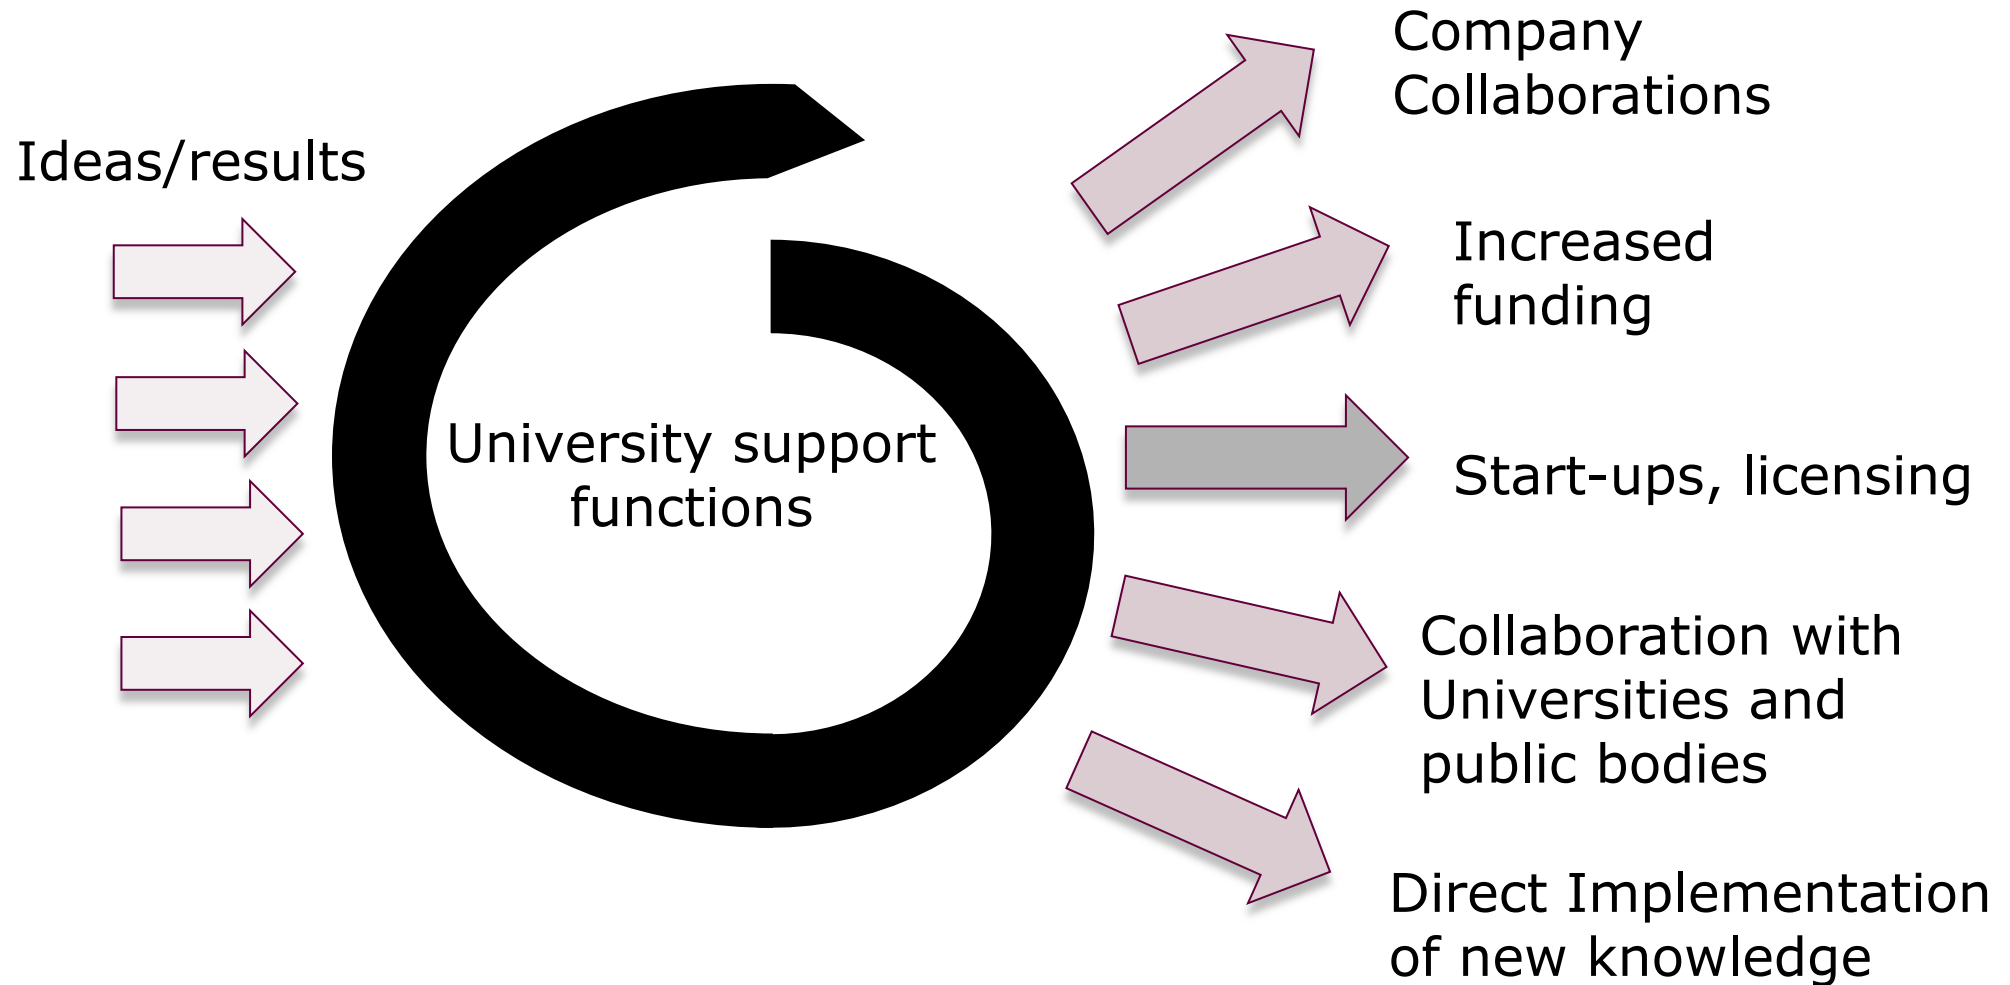 Ideas/results
University support
functions
Company
Collaborations
Increased
funding
Start-ups, licensing
Collaboration with
Universities and
public bodies
Direct Implementation
of new knowledge